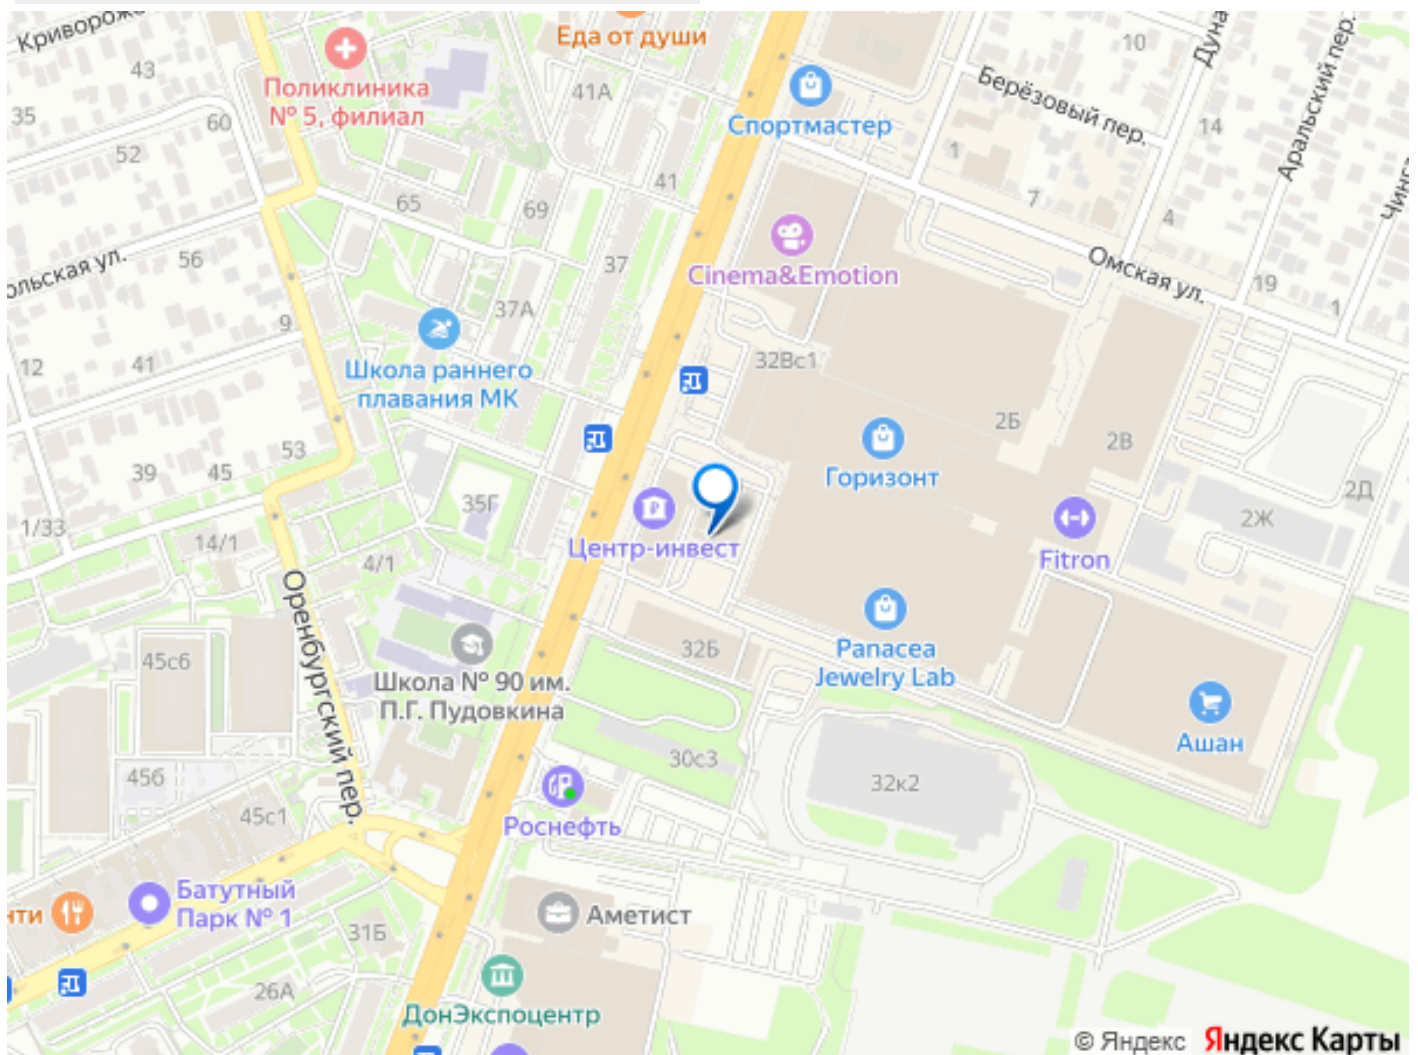 Криворож
Еда от души
Дуна
10
43
Поликлиника
№ 5, филиал
41А
Берёзовый пер.
Аральский пер.
35
60
Спортмастер
14
52
1
Чинга
65
41
7
69
4
ольская ул.
56
37
Cinema&Emotion
Омская ул.
19
37А
1
9
12
41
Школа раннего
плавания МК
32Вс1
2Б
2В
53
39
45
Горизонт
35Г
2Д
1/33
14/1
Центр-инвест
Fitron
2Ж
4/1
Оренбургский пер.
45с6
Школа № 90 им.
П.Г. Пудовкина
32Б
Panacea
Jewelry Lab
Ашан
45б
30с3
32к2
45с1
Роснефть
Батутный
Парк № 1
нти
Аметист
31Б
26А
ДонЭкспоцентр
© Яндекс Яндекс Карты